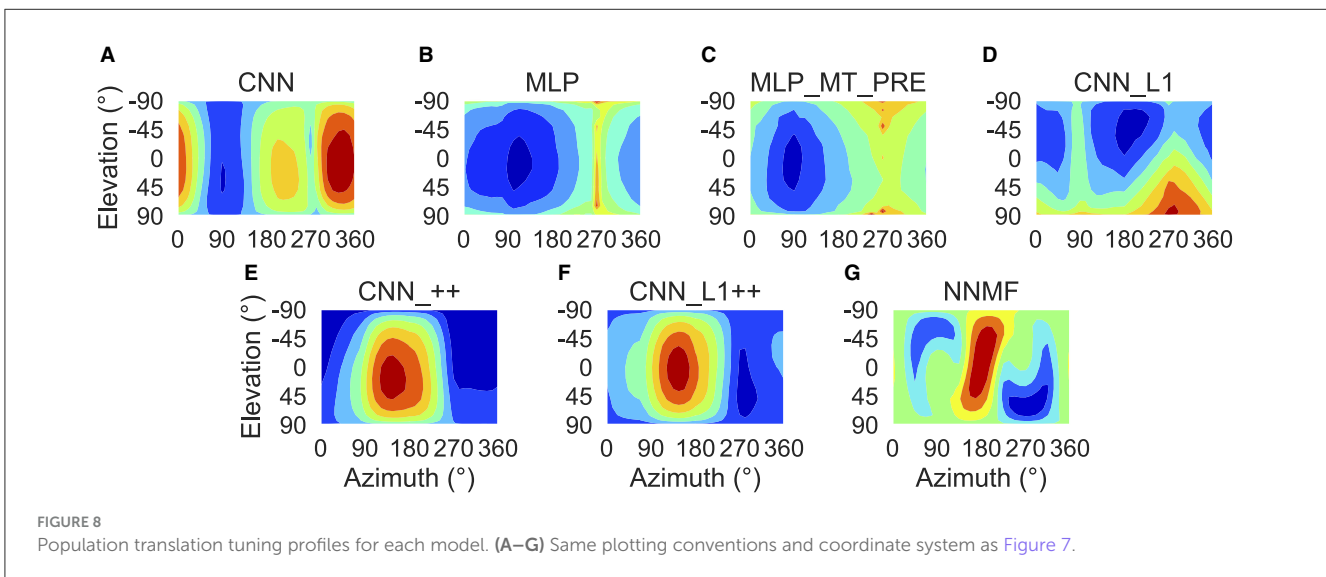 A
CNN
B
MLP
C
MLP_MT_PRE
D
CNN_L1
Elevation (°)
-90
-45
0
45
90
-90
-45
0
45
90
-90
-45
0
45
90
-90
-45
0
45
90
0 90 180 270 360
0 90 180 270 360
0 90 180 270 360
0 90 180 270 360
E
CNN_++
F
CNN_L1++
G
NNMF
Elevation (°)
-90
-45
0
45
90
-90
-45
0
45
90
-90
-45
0
45
90
0 90 180 270 360
0 90 180 270 360
0 90 180 270 360
Azimuth (°)
Azimuth (°)
Azimuth (°)
FIGURE 8
Population translation tuning profiles for each model. (A–G) Same plotting conventions and coordinate system as Figure 7.